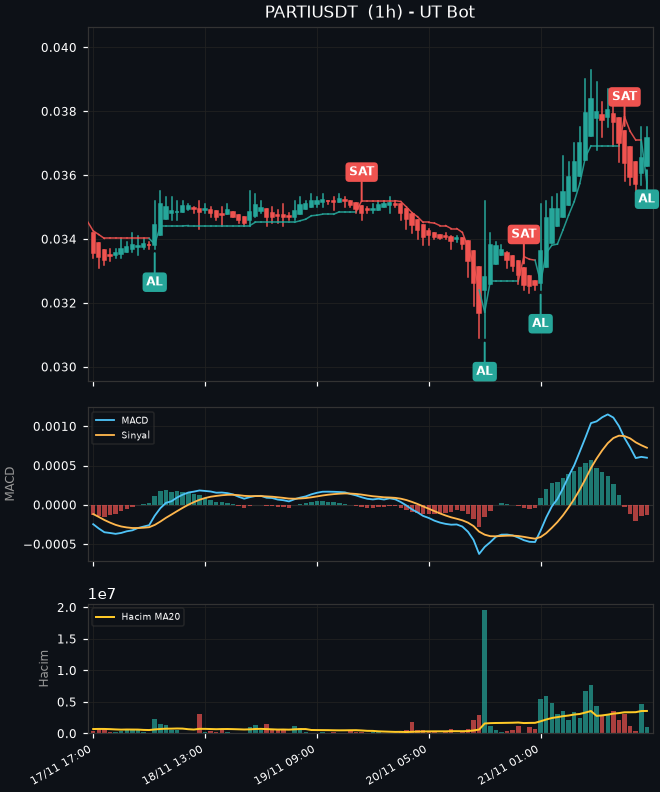 PARTIUSDT  (1h) - UT Bot
0.040
0.038
0.036
0.034
0.032
0.030
SAT
SAT
SAT
AL
AL
AL
AL
MACD
0.0010
0.0005
0.0000
−0.0005
MACD
Sinyal
1e7
Hacim
2.0
1.5
1.0
0.5
0.0
Hacim MA20
17/11 17:00
18/11 13:00
19/11 09:00
20/11 05:00
21/11 01:00